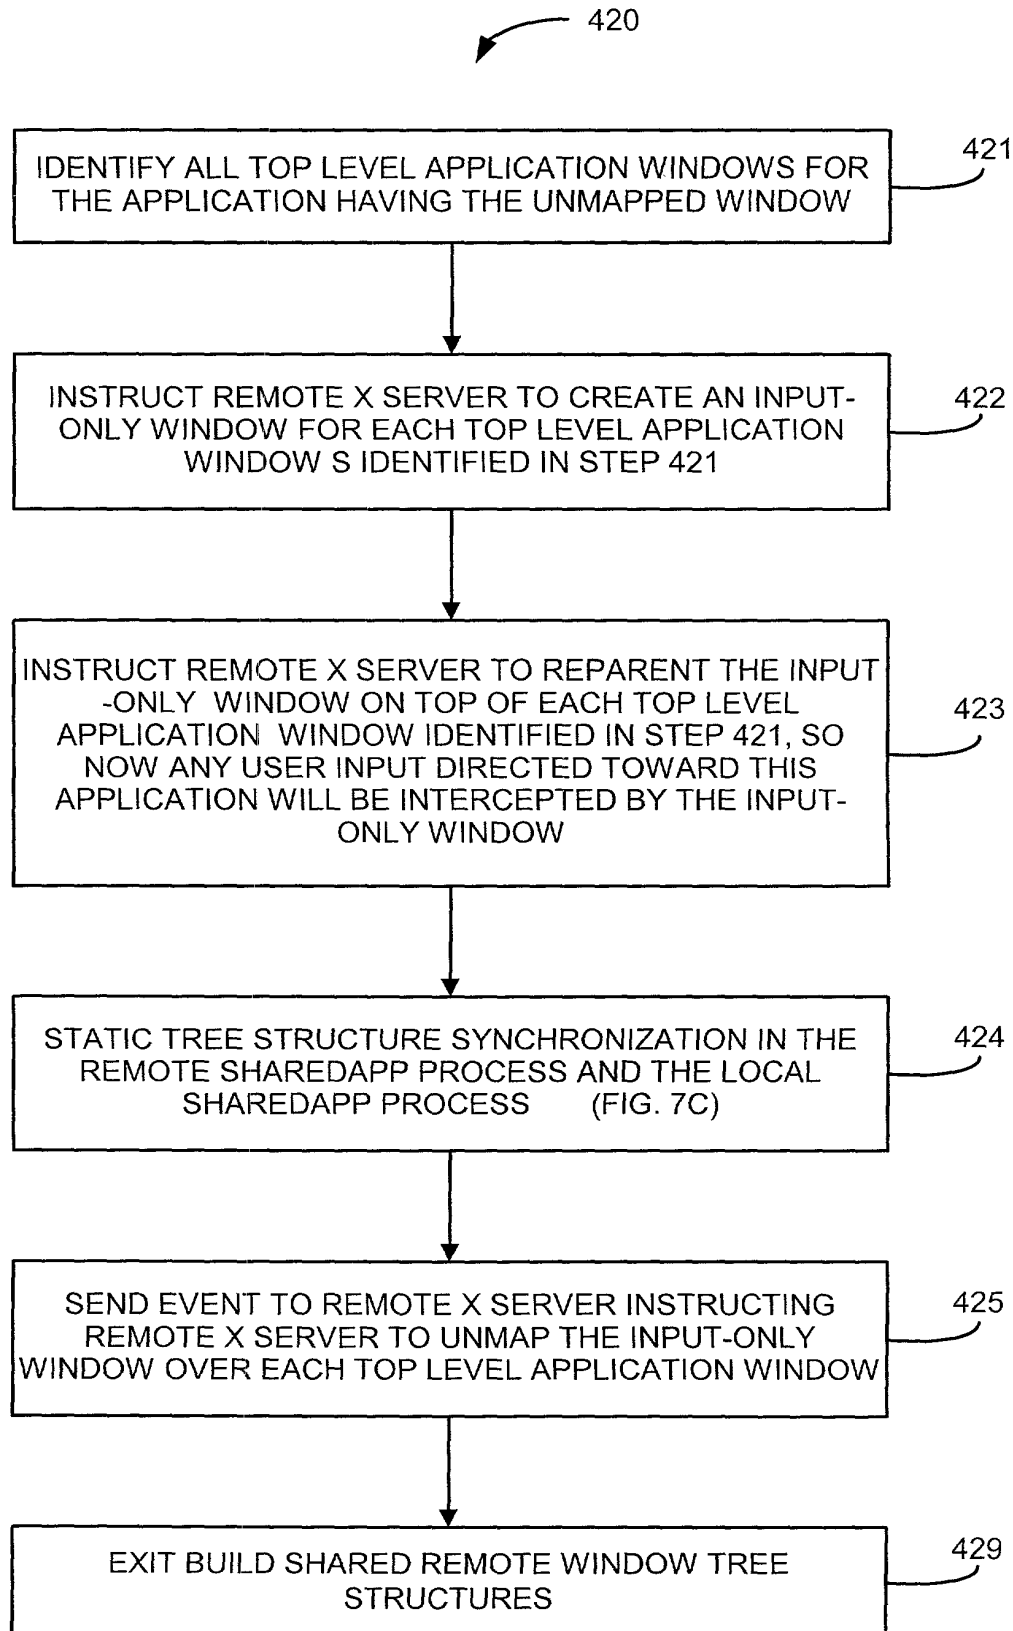 420
IDENTIFY ALL TOP LEVEL APPLICATION WINDOWS FOR
THE APPLICATION HAVING THE UNMAPPED WINDOW
421
INSTRUCT REMOTE X SERVER TO CREATE AN INPUT-
ONLY WINDOW FOR EACH TOP LEVEL APPLICATION
WINDOW S IDENTIFIED IN STEP 421
422
INSTRUCT REMOTE X SERVER TO REPARENT THE INPUT
-ONLY WINDOW ON TOP OF EACH TOP LEVEL
APPLICATION WINDOW IDENTIFIED IN STEP 421, SO
NOW ANY USER INPUT DIRECTED TOWARD THIS
APPLICATION WILL BE INTERCEPTED BY THE INPUT-
ONLY WINDOW
423
STATIC TREE STRUCTURE SYNCHRONIZATION IN THE
REMOTE SHAREDAPP PROCESS AND THE LOCAL
SHAREDAPP PROCESS (FIG. 7C)
424
SEND EVENT TO REMOTE X SERVER INSTRUCTING
REMOTE X SERVER TO UNMAP THE INPUT-ONLY
WINDOW OVER EACH TOP LEVEL APPLICATION WINDOW
425
EXIT BUILD SHARED REMOTE WINDOW TREE
STRUCTURES
429